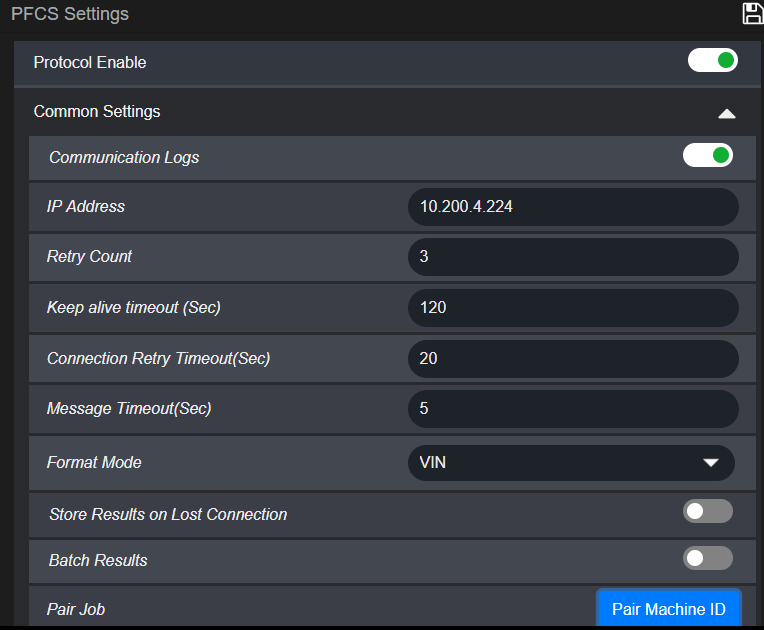 PFCS Settings
Protocol Enable
Common Settings
Communication Logs
IP Address 10.200.4.224
Retry Count 3
Keep alive timeout (Sec) 120
Connection Retry Timeout(Sec) 20
Message Timeout(Sec) 5
Format Mode VIN
Store Results on Lost Connection
Batch Results
Pair Job Pair Machine ID